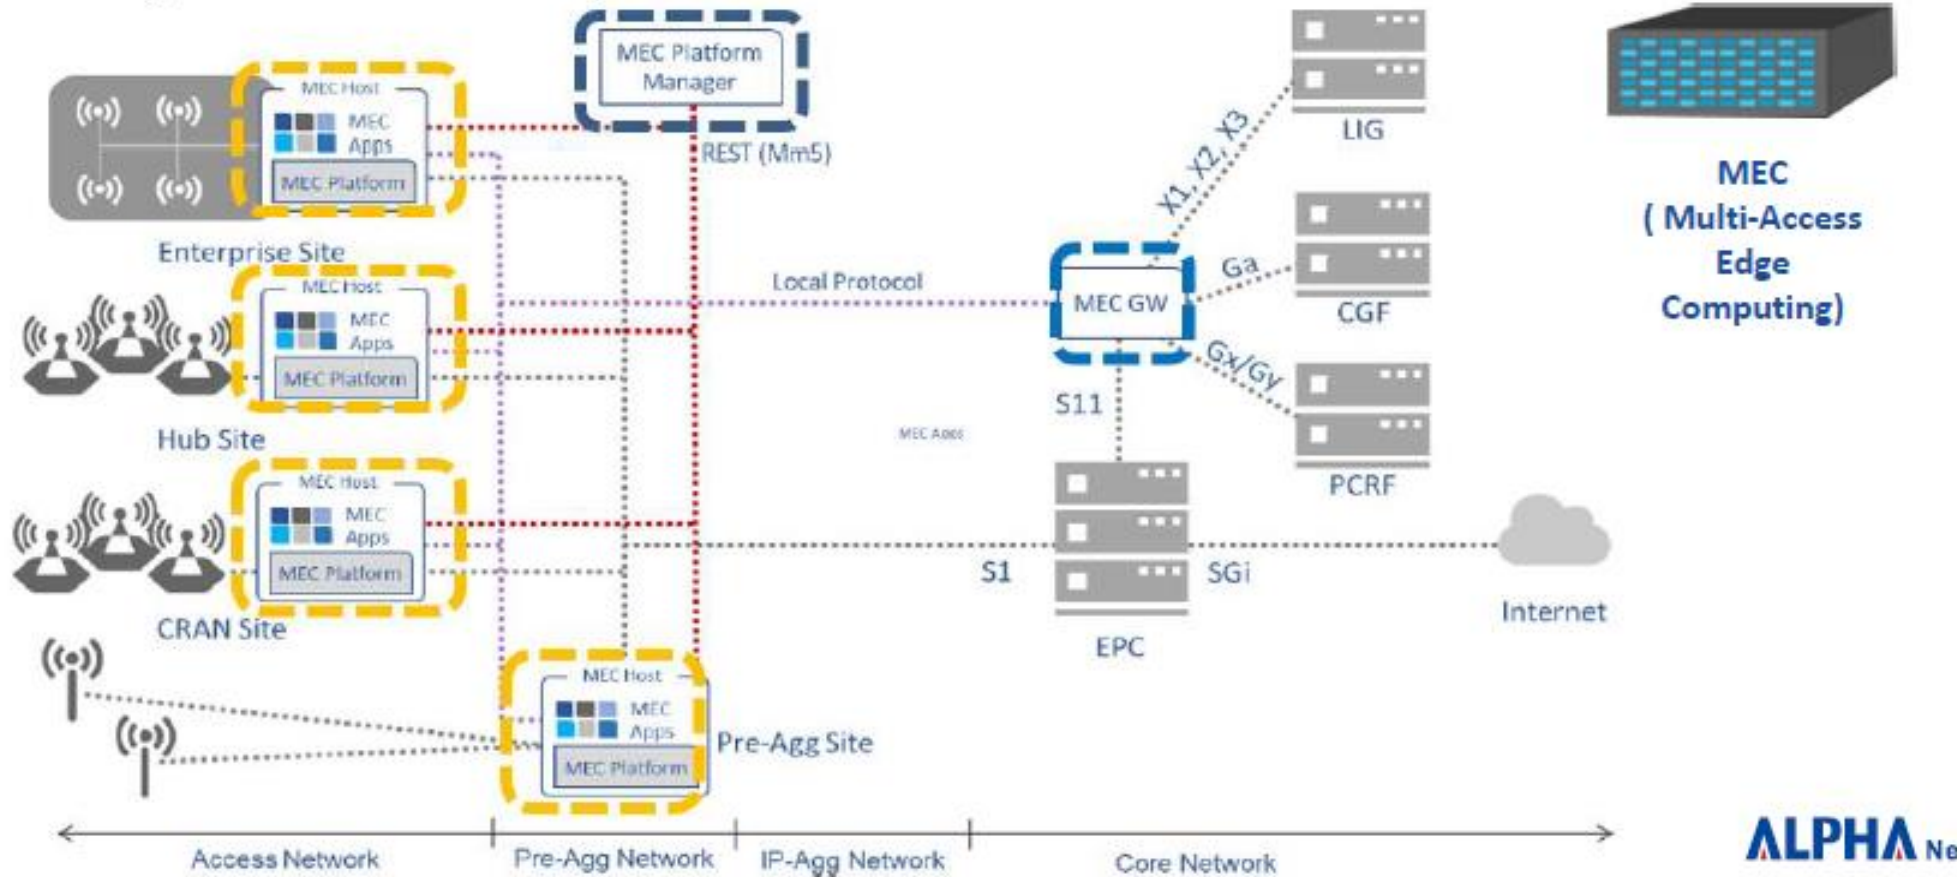 MEC Platform
Manager
REST (Mm5)
MEC Host
MEC
Apps
MEC Platform
Enterprise Site
MEC Host
MEC
Apps
MEC Platform
Hub Site
MEC Host
MEC
Apps
MEC Platform
CRAN Site
MEC Host
MEC
Apps
MEC Platform
Pre-Agg Site
Local Protocol
MEC Apps
MEC GW
X1, X2, X3
Ga
Gx/Gy
S11
LIG
CGF
PCRF
S1
SGi
EPC
Internet
MEC
( Multi-Access
Edge
Computing)
Access Network
Pre-Agg Network
IP-Agg Network
Core Network
ALPHA Ne